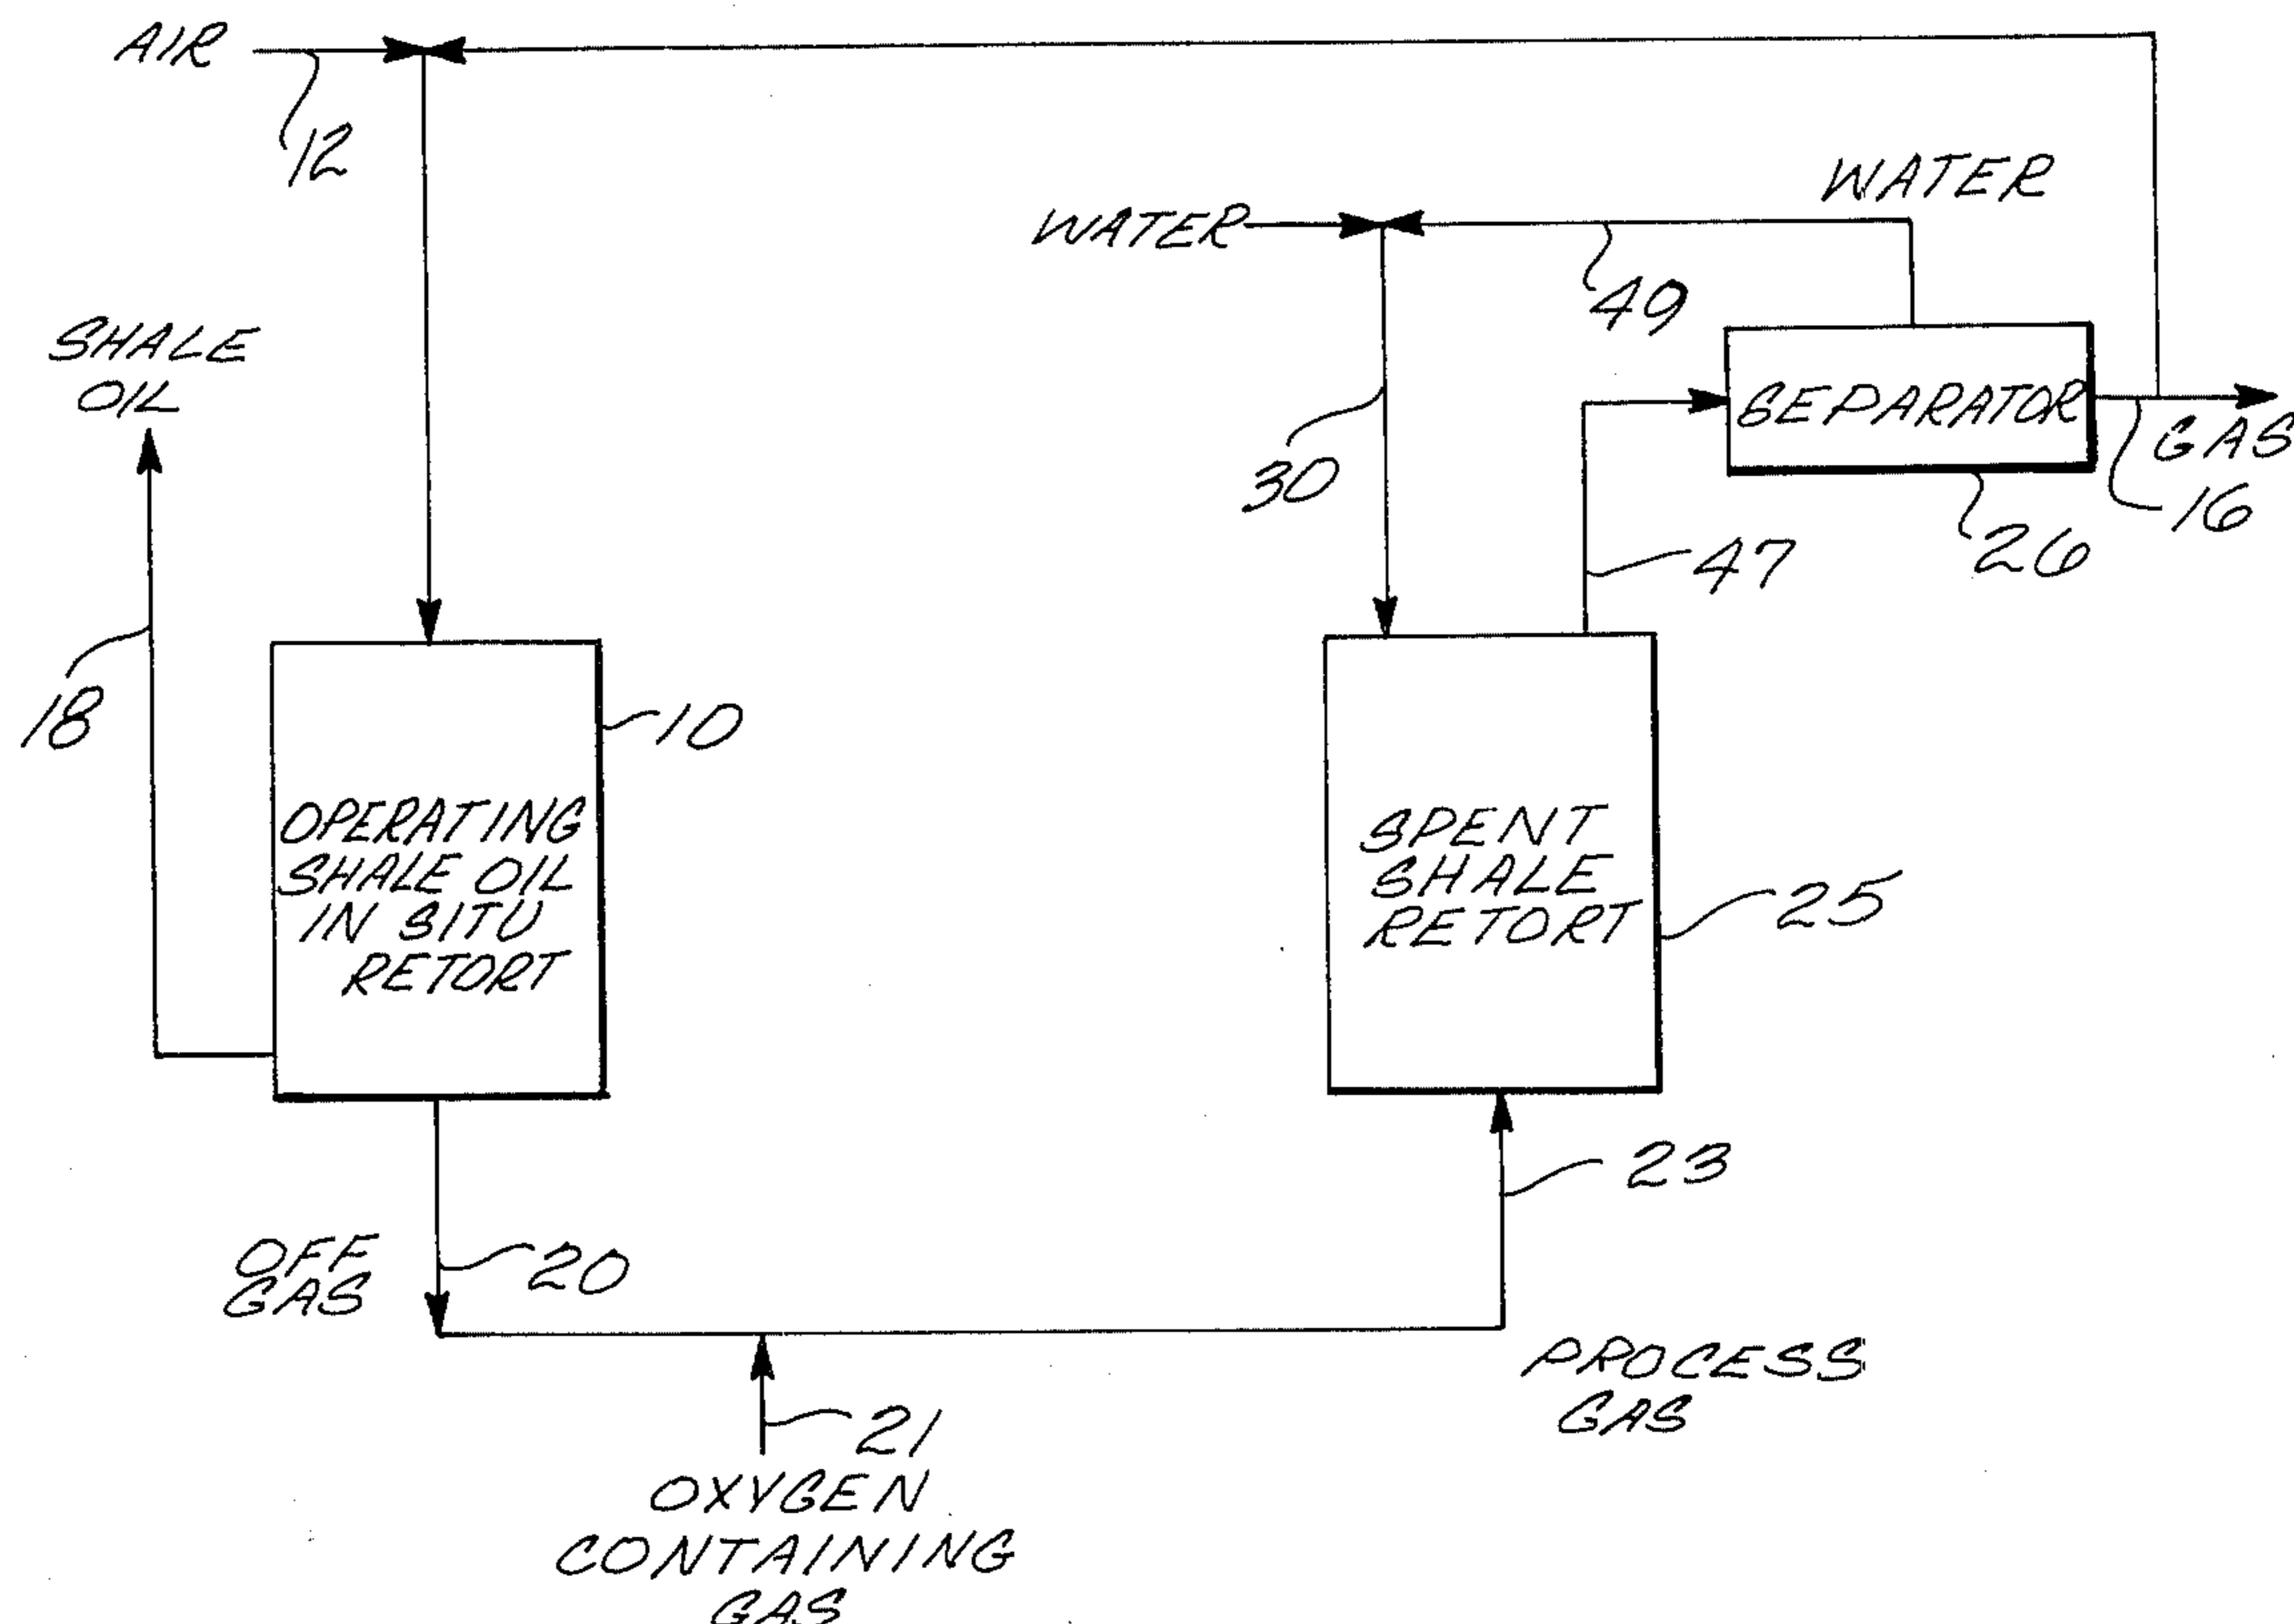 AIR
12
WATER
WATER
49
SHALE
OIL
SEPARATOR
GAS
16
26
30
47
18
10
OPERATING
SHALE OIL
IN SITU
RETORT
SPENT
SHALE
RETORT
25
23
OFF
GAS
20
PROCESS
GAS
21
OXYGEN
CONTAINING
GAS